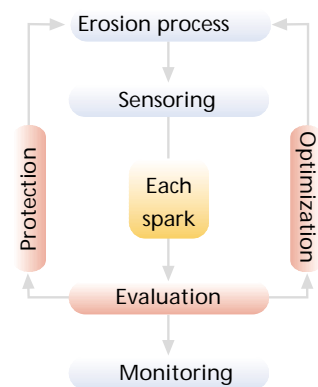 Erosion process
Sensoring
Protection
Optimization
Each
spark
Evaluation
Monitoring